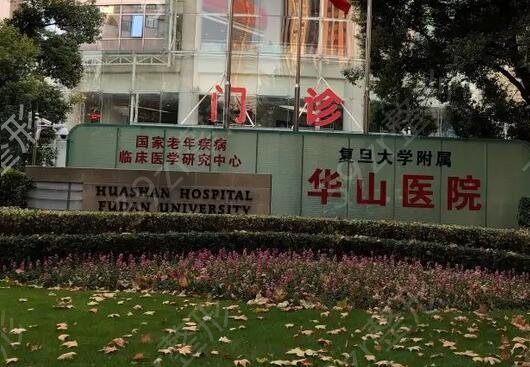 门诊
国家老年疾病
临床医学研究中心
复旦大学附属
华山医院
HUASHAN HOSPITAL
FUDAN UNIVERSITY